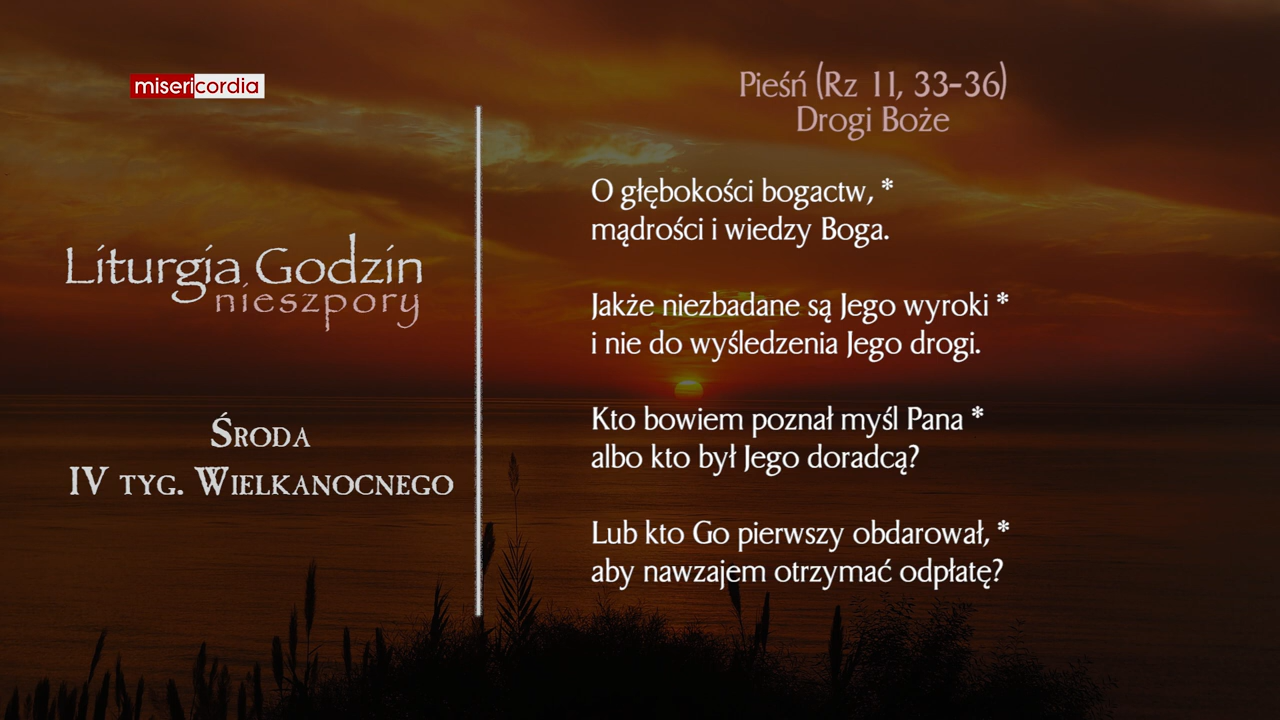 misericordia
Liturgia Godzin
nieszpory
Środa
IV tyg. Wielkanocnego
Pieśń (Rz 11, 33-36)
Drogi Boże
O głębokości bogactw, *
mądrości i wiedzy Boga.
Jakże niezbadane są Jego wyroki *
i nie do wyśledzenia Jego drogi.
Kto bowiem poznał myśl Pana *
albo kto był Jego doradcą?
Lub kto Go pierwszy obdarował, *
aby nawzajem otrzymać odpłatę?